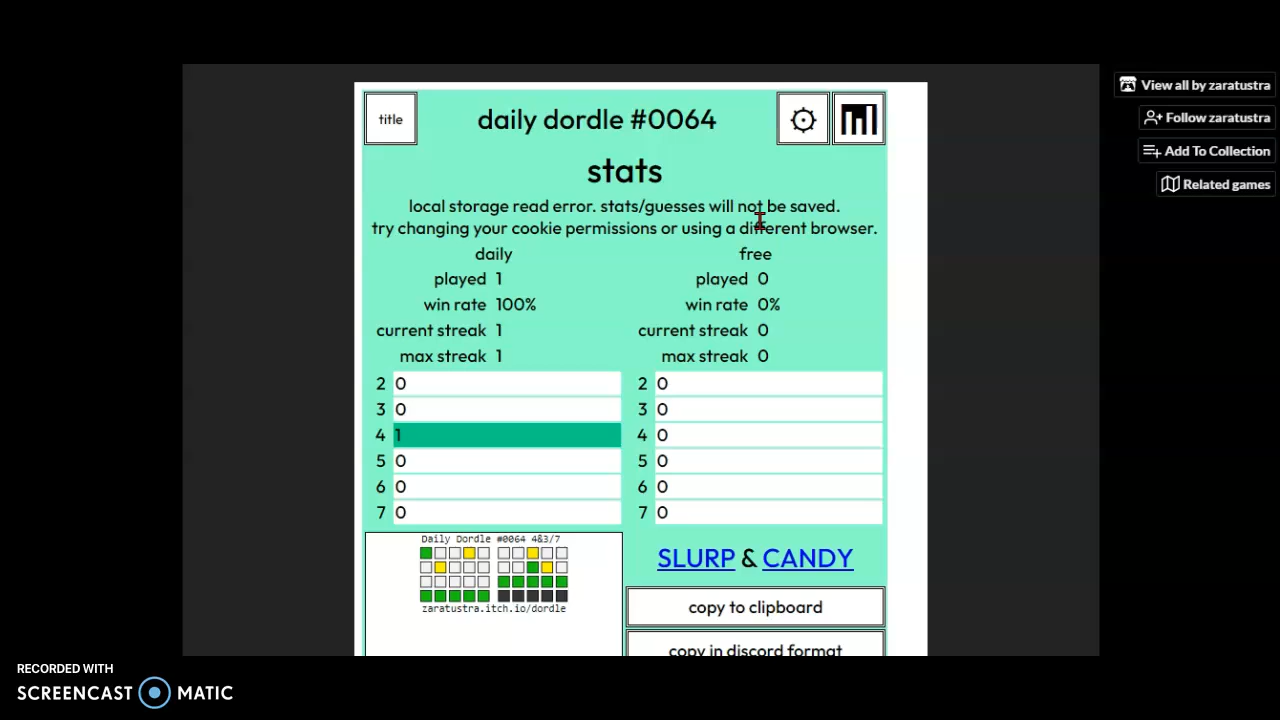 title
daily dordle #0064
stats
local storage read error. stats/guesses will not be saved.
try changing your cookie permissions or using a different browser.
daily
played 1
win rate 100%
current streak 1
max streak 1
2 0
3 0
4 1
5 0
6 0
7 0
free
played 0
win rate 0%
current streak 0
max streak 0
2 0
3 0
4 0
5 0
6 0
7 0
Daily Dordle #0064 4&3/7
zaratustra.itch.io/dordle
SLURP & CANDY
copy to clipboard
copy in discord format
View all by zaratustra
Follow zaratustra
Add To Collection
Related games
RECORDED WITH
SCREENCAST MATIC